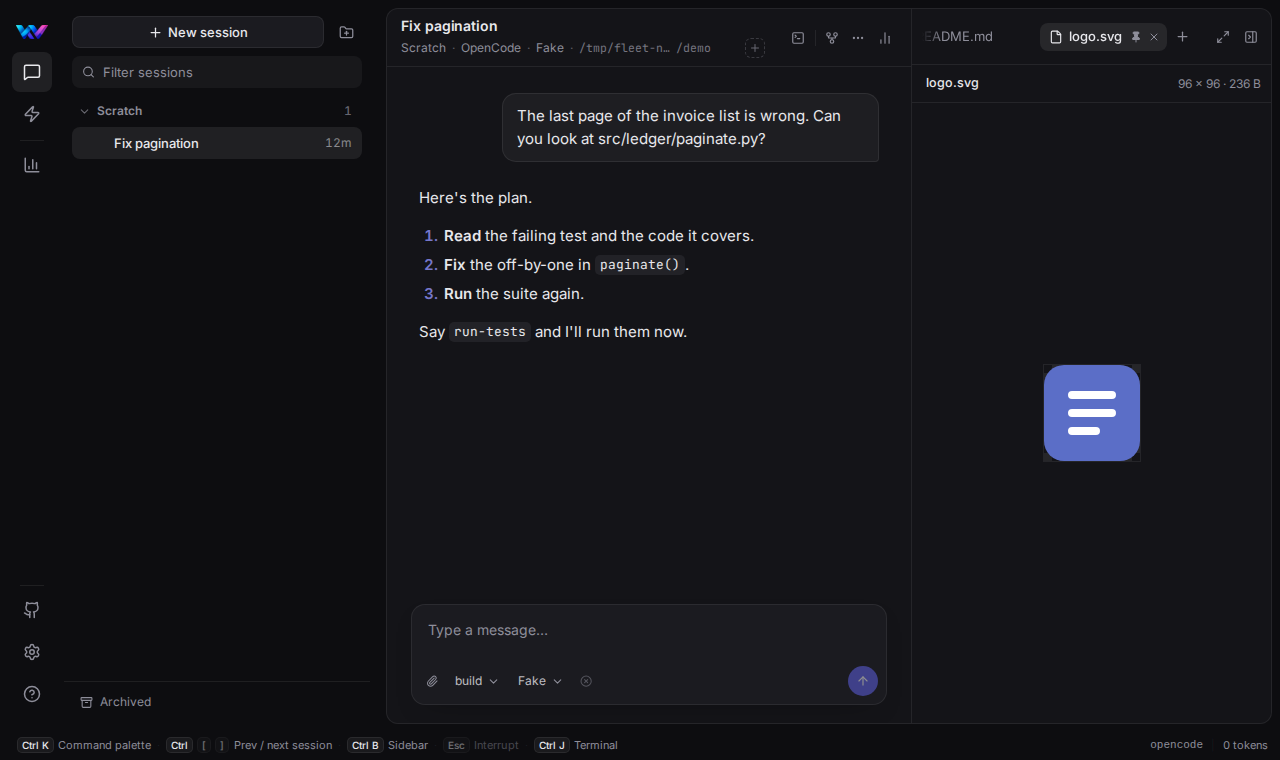 New session
Filter sessions
Scratch 1
Fix pagination 12m
Archived
Fix pagination
Scratch · OpenCode · Fake · /tmp/fleet-n… /demo
The last page of the invoice list is wrong. Can
you look at src/ledger/paginate.py?
Here's the plan.
1. Read the failing test and the code it covers.
2. Fix the off-by-one in paginate().
3. Run the suite again.
Say run-tests and I'll run them now.
Type a message...
build Fake
EADME.md logo.svg
logo.svg 96 × 96 · 236 B
Ctrl K Command palette Ctrl [ ] Prev / next session Ctrl B Sidebar Esc Interrupt Ctrl J Terminal opencode 0 tokens